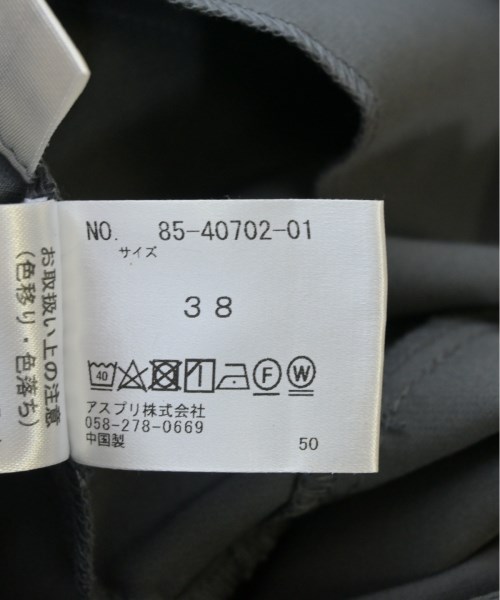 NO. 85-40702-01
サイズ
38
40 F W
アスプリ株式会社
058-278-0669
中国製
50
お取扱い上の注意
(色移り・色落ち)